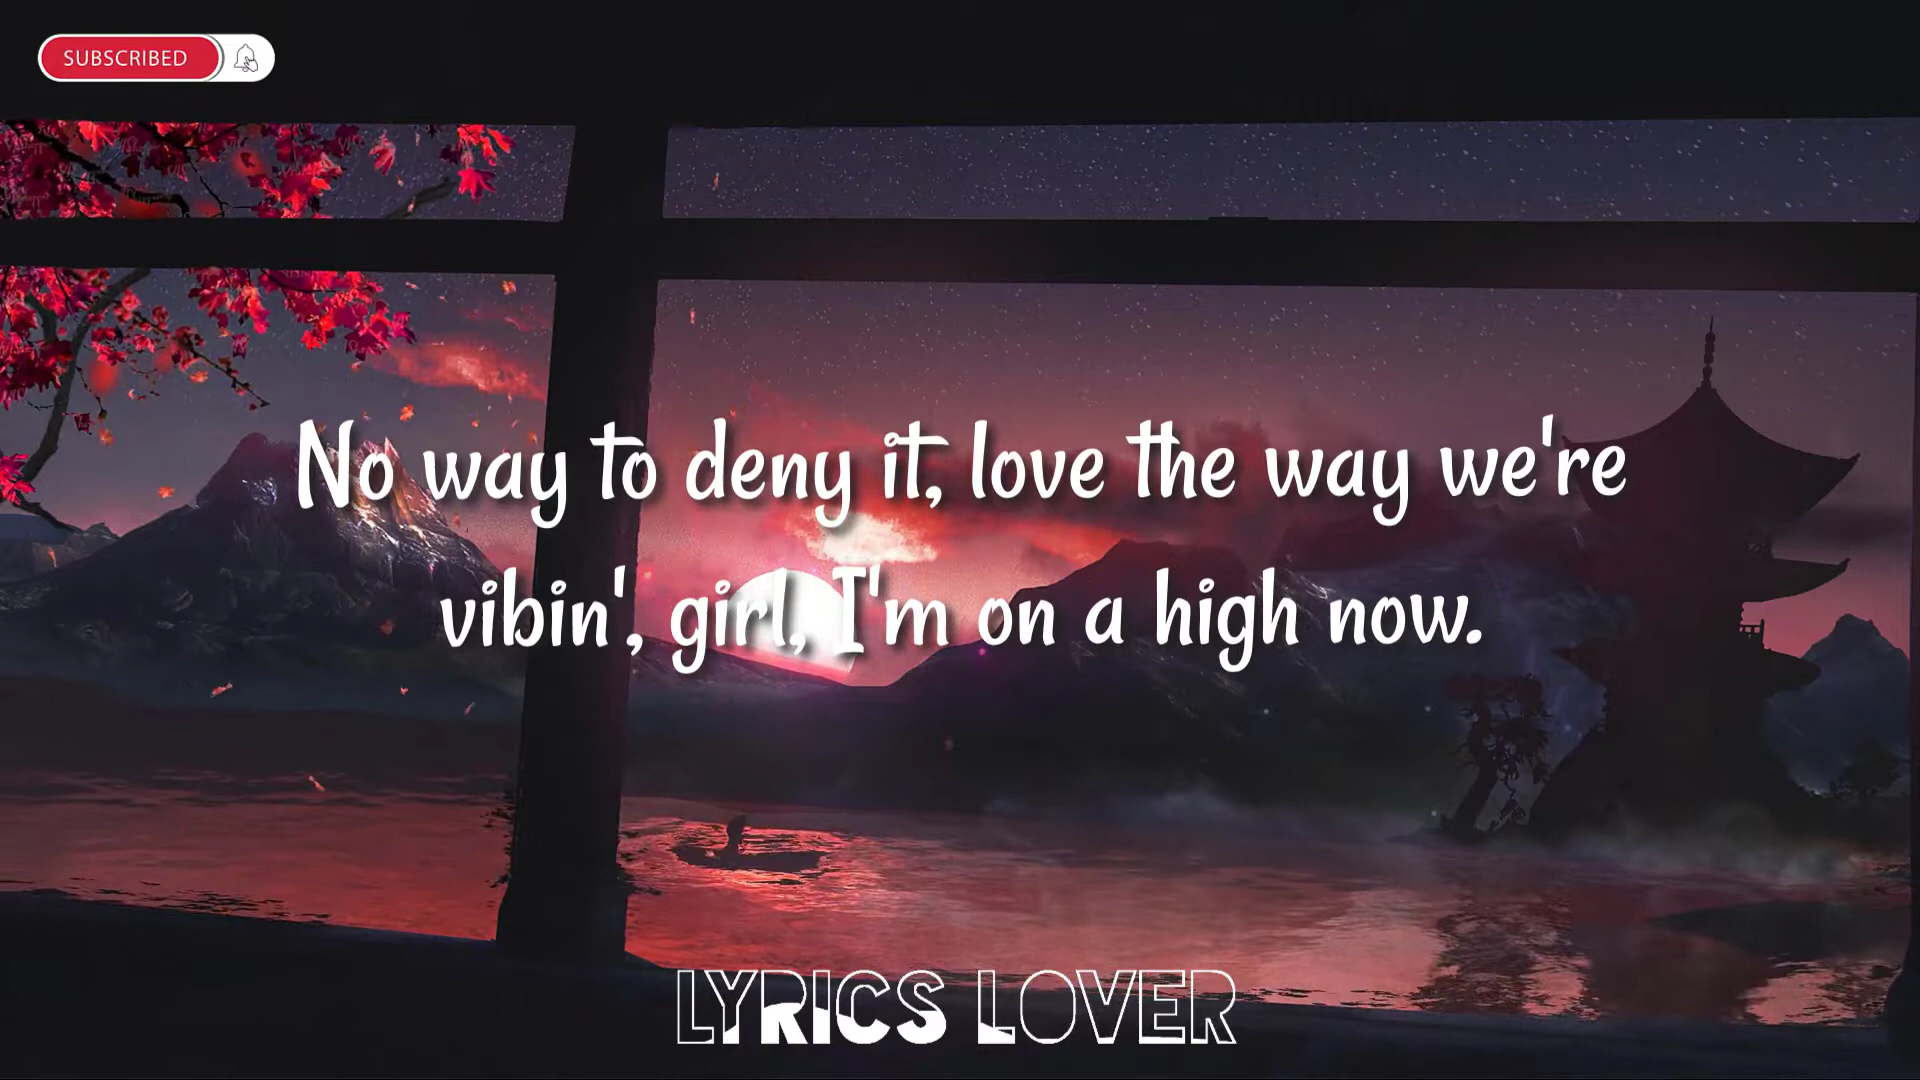 SUBSCRIBED
No way to deny it, love the way we're
vibin', girl, I'm on a high now.
LYRICS LOVER